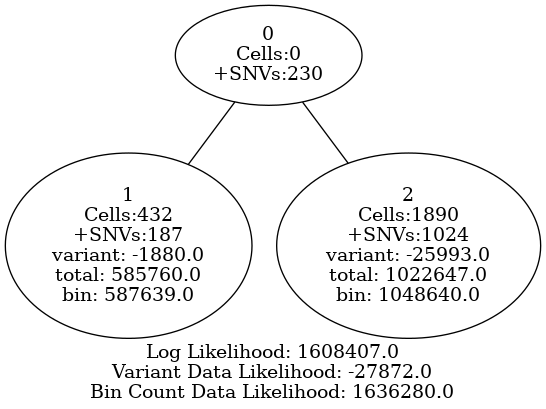 0
Cells:0
+SNVs:230
1
Cells:432
+SNVs:187
variant: -1880.0
total: 585760.0
bin: 587639.0
2
Cells:1890
+SNVs:1024
variant: -25993.0
total: 1022647.0
bin: 1048640.0
Log Likelihood: 1608407.0
Variant Data Likelihood: -27872.0
Bin Count Data Likelihood: 1636280.0